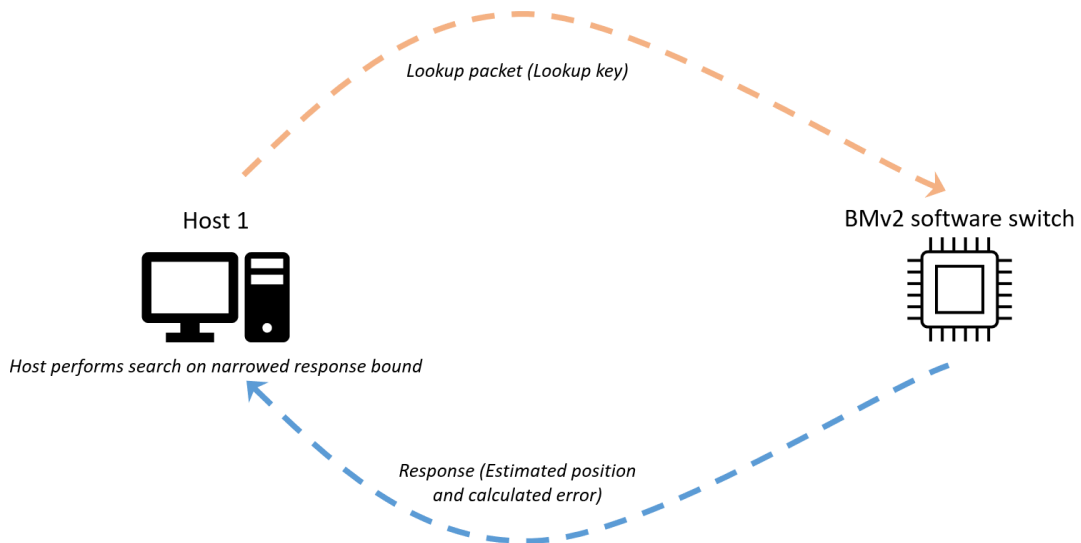 Lookup packet (Lookup key)
Host 1
BMv2 software switch
Host performs search on narrowed response bound
Response (Estimated position
and calculated error)